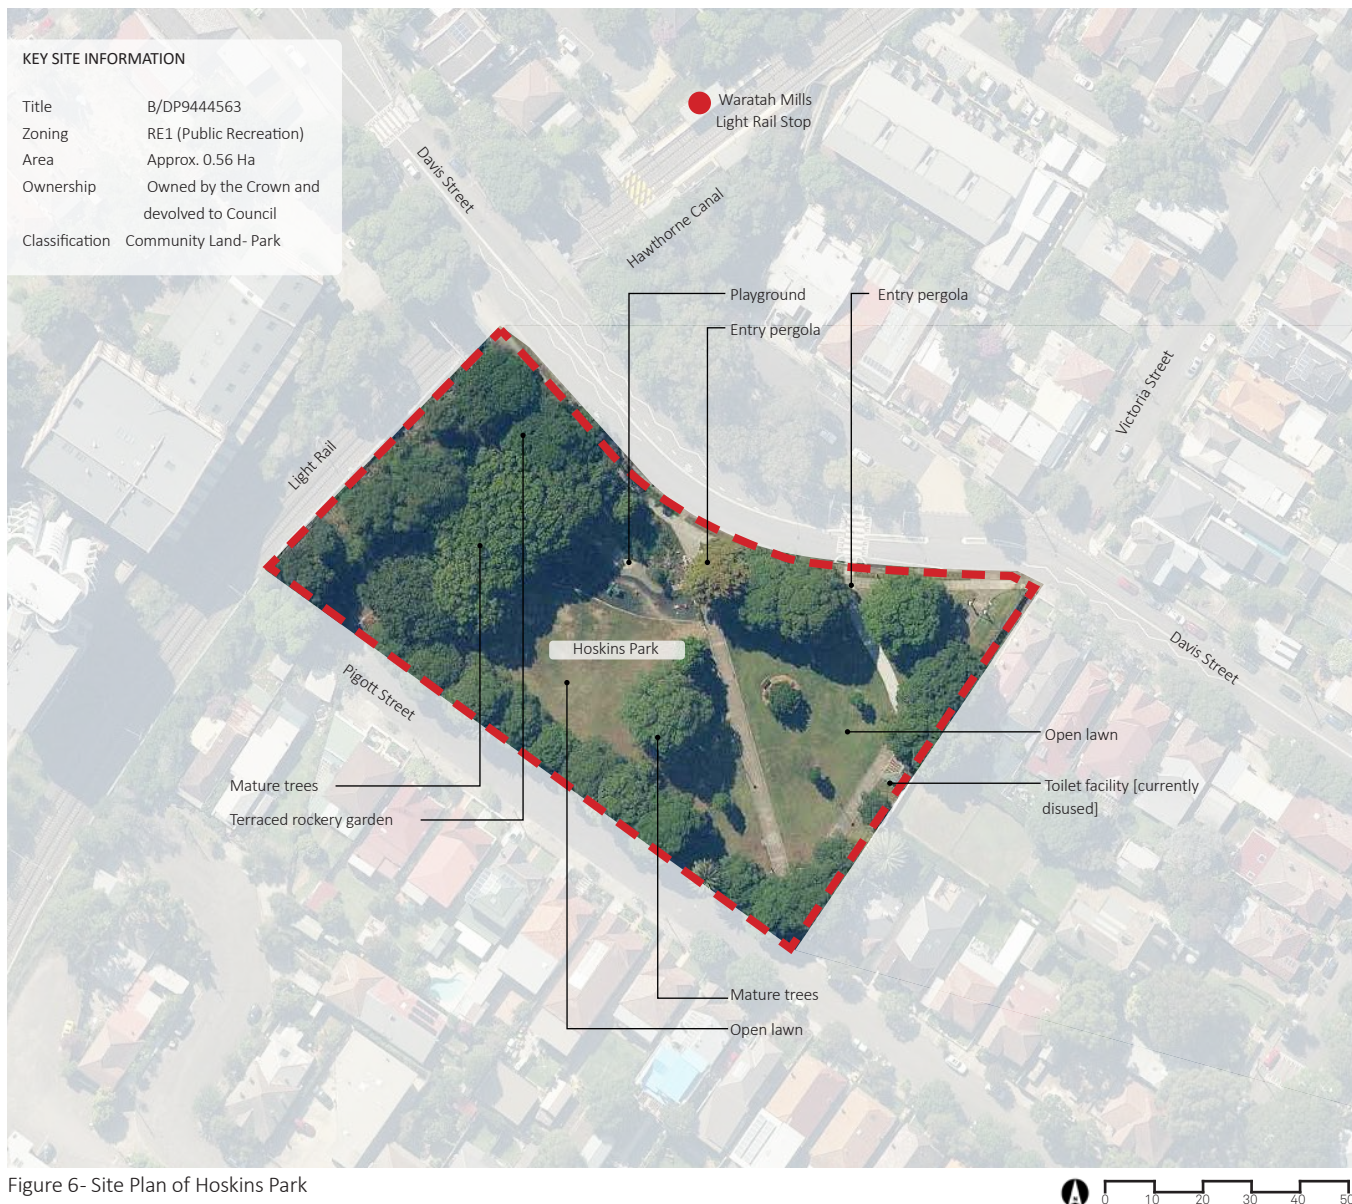 KEY SITE INFORMATION
Title B/DP9444563
Zoning RE1 (Public Recreation)
Area Approx. 0.56 Ha
Ownership Owned by the Crown and
devolved to Council
Classification Community Land- Park
Waratah Mills
Light Rail Stop
Davis Street
Hawthorne Canal
Playground
Entry pergola
Entry pergola
Victoria Street
Light Rail
Hoskins Park
Pigott Street
Davis Street
Open lawn
Mature trees
Toilet facility [currently
disused]
Terraced rockery garden
Mature trees
Open lawn
Figure 6- Site Plan of Hoskins Park
0 10 20 30 40 50